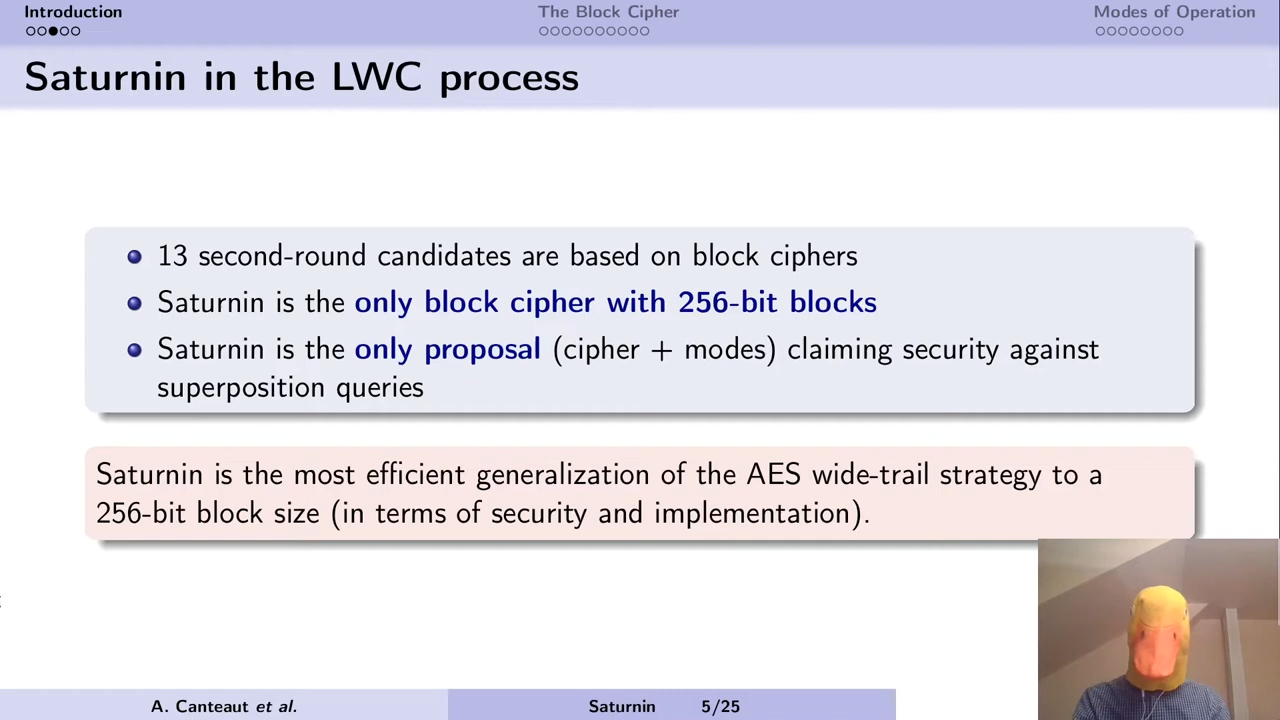 Introduction
The Block Cipher
Modes of Operation
Saturnin in the LWC process
13 second-round candidates are based on block ciphers
Saturnin is the only block cipher with 256-bit blocks
Saturnin is the only proposal (cipher + modes) claiming security against
superposition queries
Saturnin is the most efficient generalization of the AES wide-trail strategy to a
256-bit block size (in terms of security and implementation).
A. Canteaut et al.
Saturnin
5/25